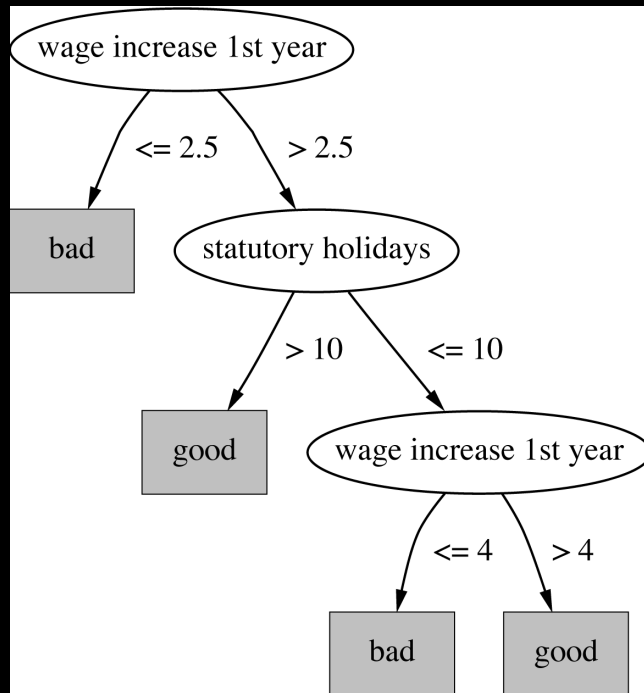 wage increase 1st year
<= 2.5
> 2.5
bad
statutory holidays
> 10
<= 10
good
wage increase 1st year
<= 4
> 4
bad
good